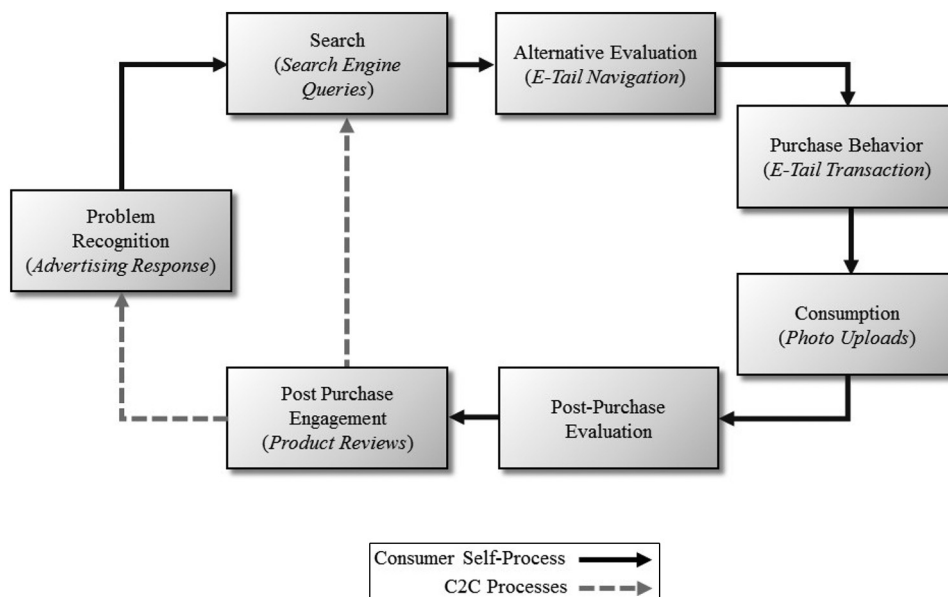 Search
(Search Engine
Queries)
Alternative Evaluation
(E-Tail Navigation)
Purchase Behavior
(E-Tail Transaction)
Problem
Recognition
(Advertising Response)
Consumption
(Photo Uploads)
Post Purchase
Engagement
(Product Reviews)
Post-Purchase
Evaluation
Consumer Self-Process
C2C Processes